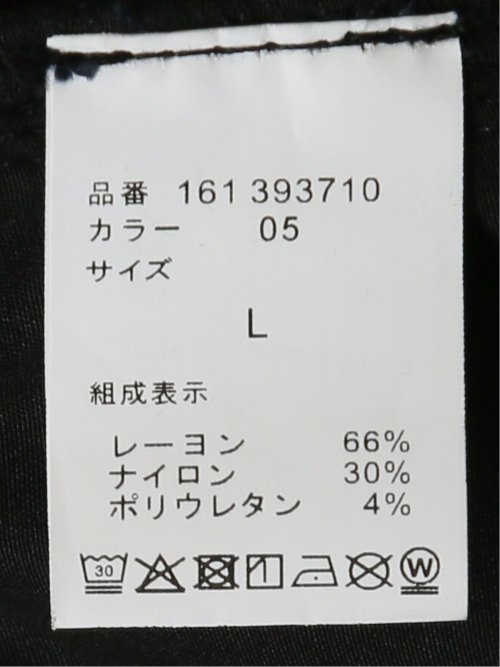 品番 161 393710
カラー 05
サイズ
L
組成表示
レーヨン 66%
ナイロン 30%
ポリウレタン 4%
30 W